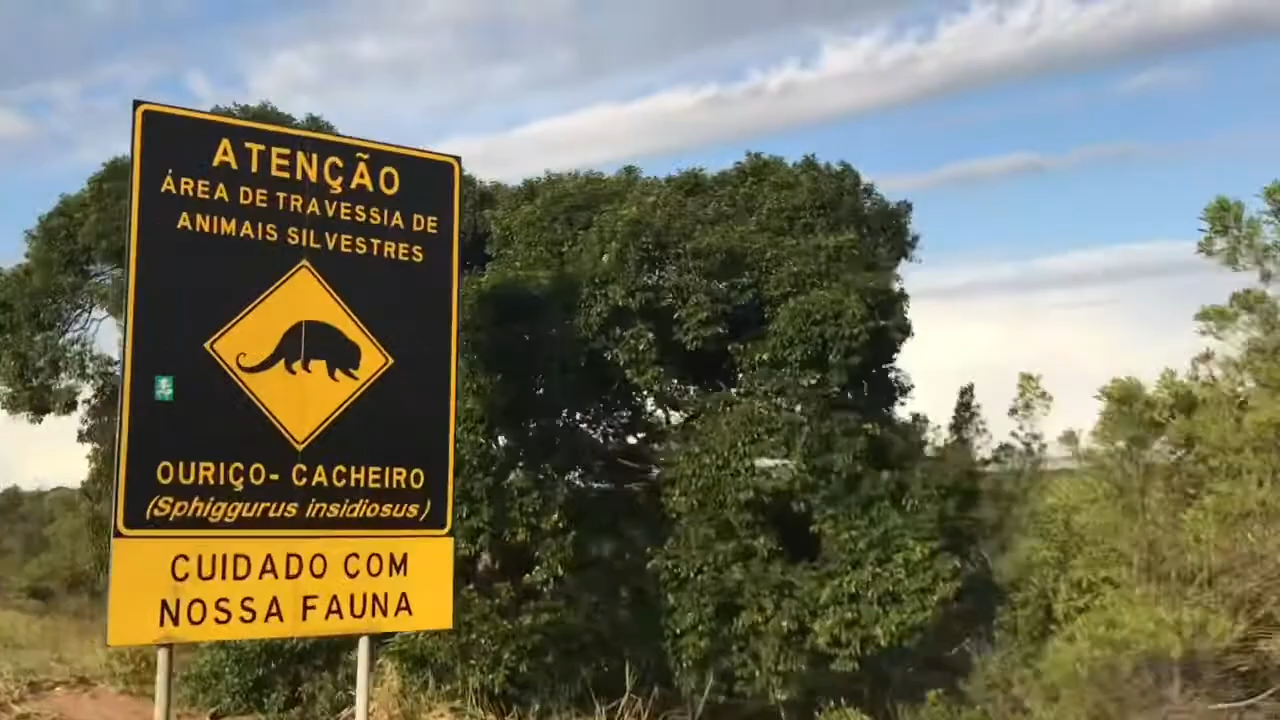 ATENÇÃO
ÁREA DE TRAVESSIA DE
ANIMAIS SILVESTRES
OURIÇO- CACHEIRO
(Sphiggurus insidiosus)
CUIDADO COM
NOSSA FAUNA